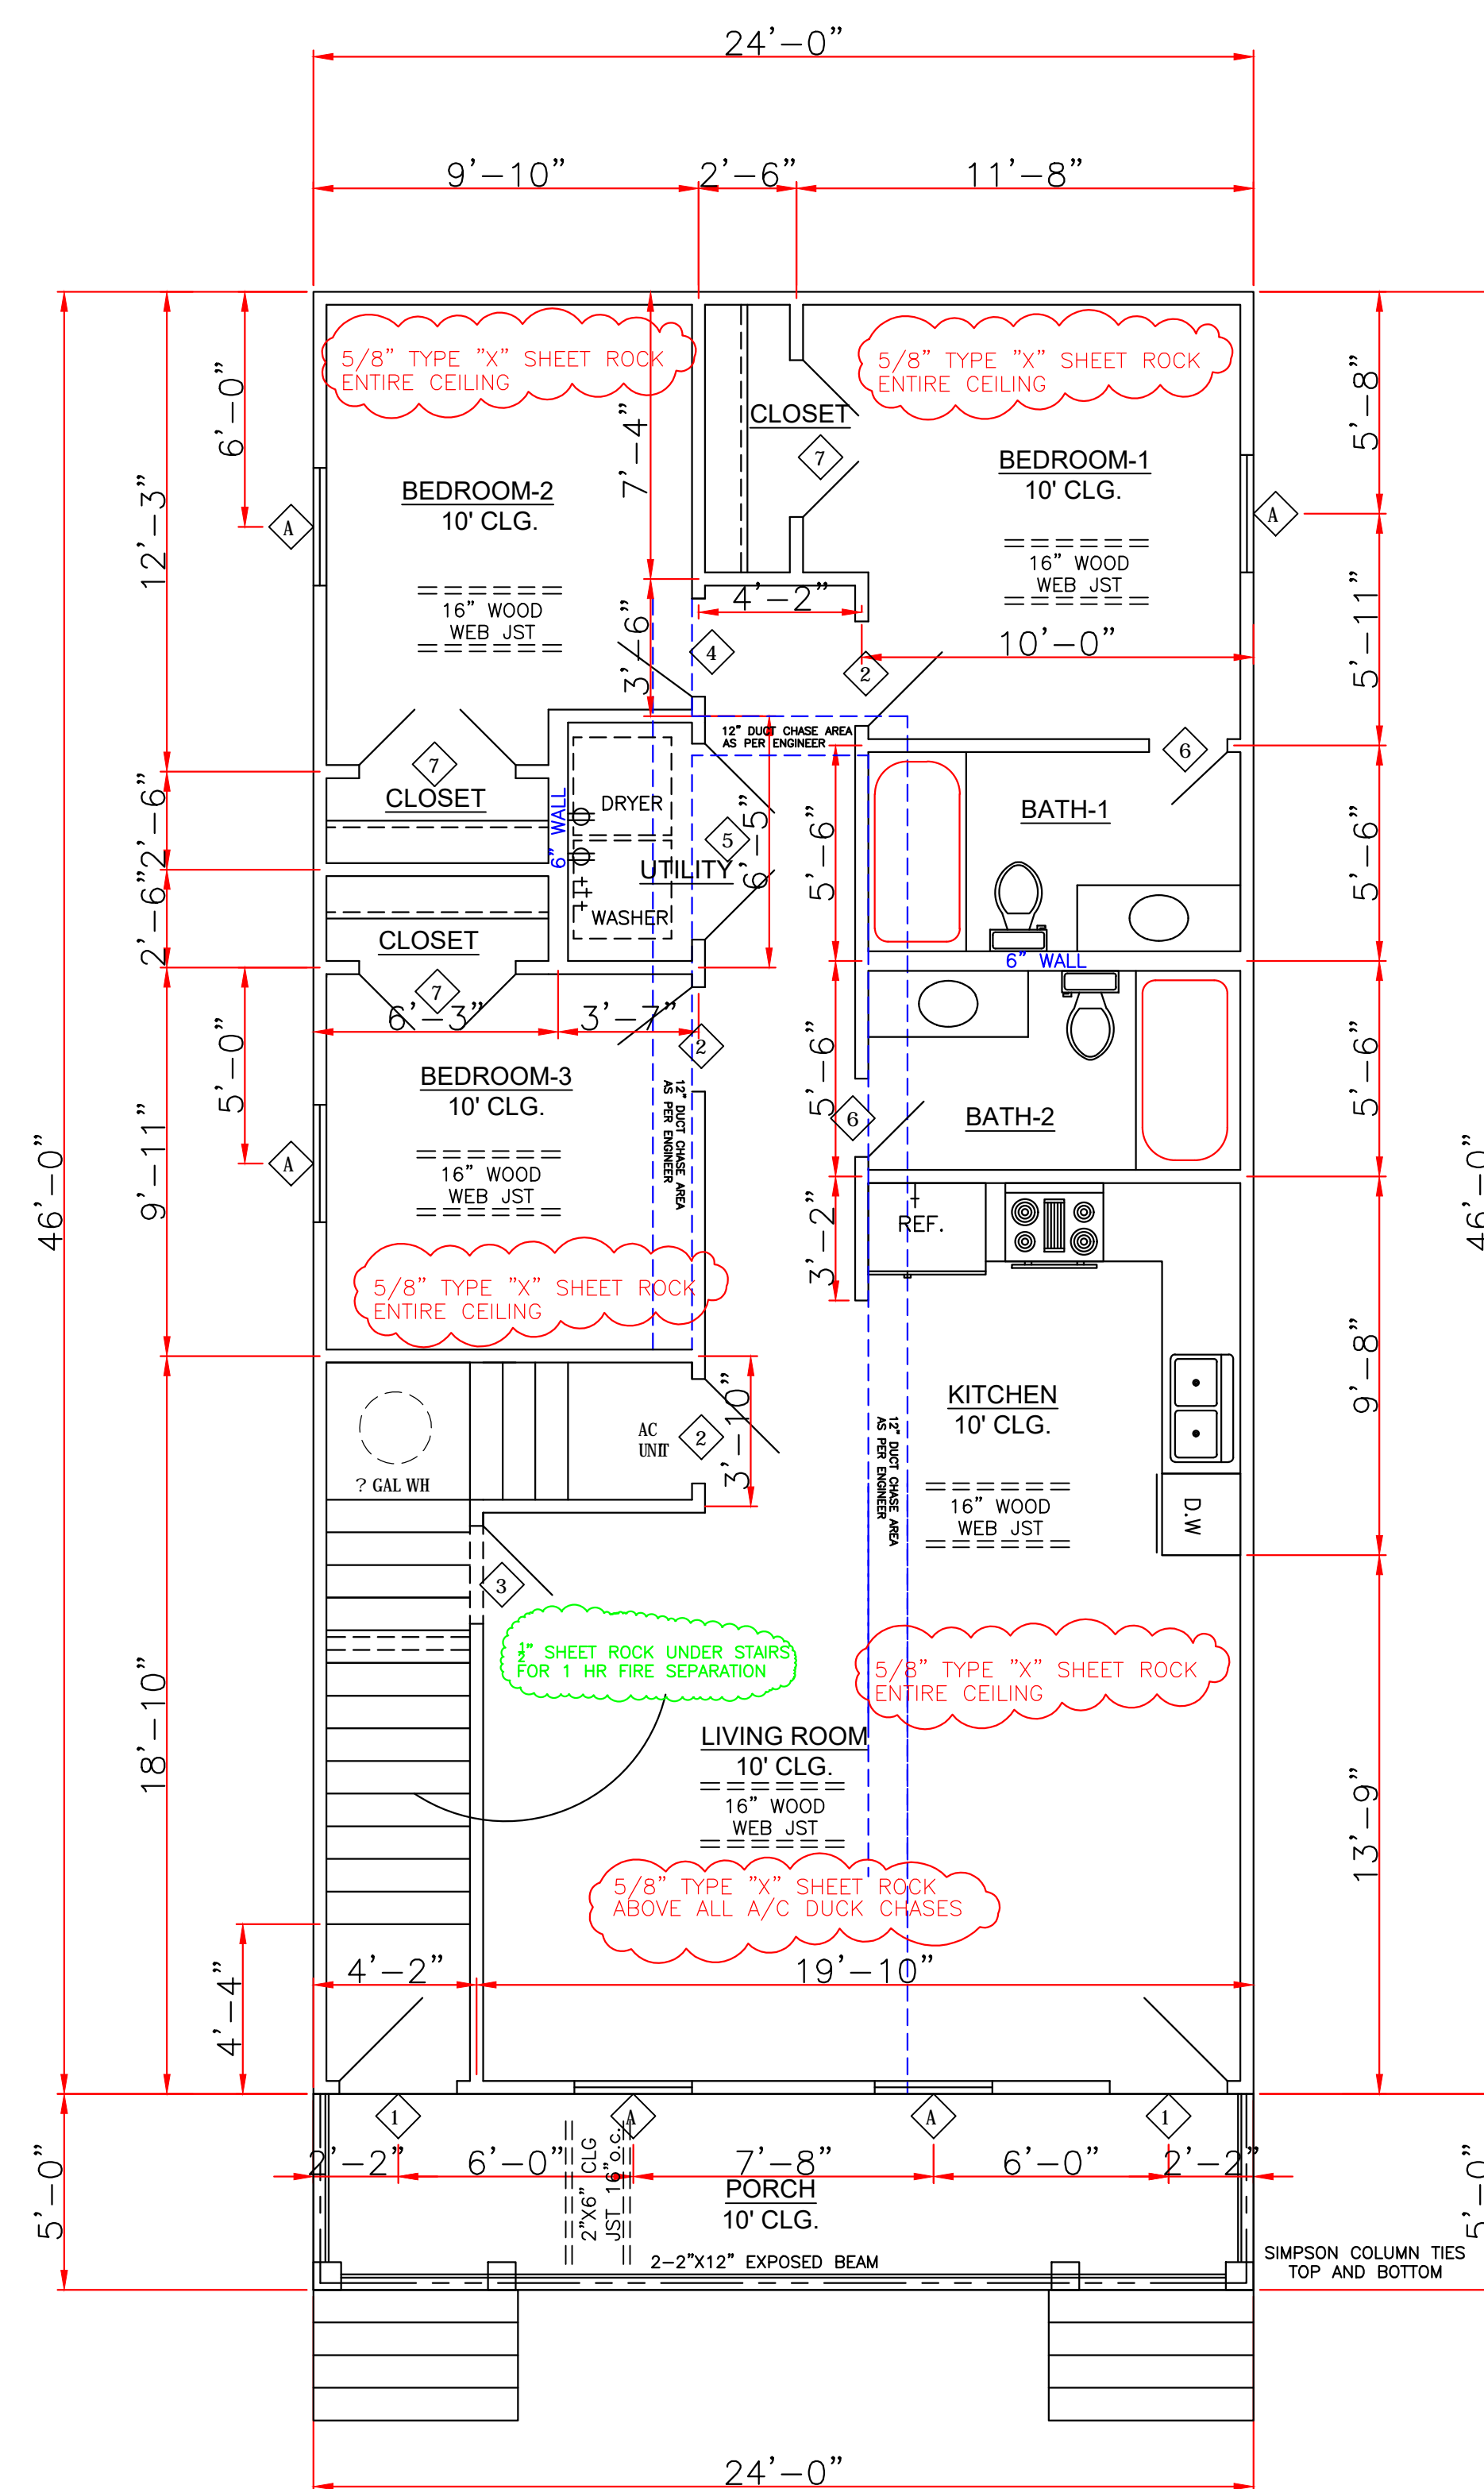 24'-0"
9'-10"
2'-6"
11'-8"
5/8" TYPE "X" SHEET ROCK
ENTIRE CEILING
5/8" TYPE "X" SHEET ROCK
ENTIRE CEILING
6'-0"
12'-3"
7'-4"
CLOSET
7
BEDROOM-1
10' CLG.
5'-8"
BEDROOM-2
10' CLG.
A
A
16" WOOD
WEB JST
16" WOOD
WEB JST
4'-2"
3'-6"
4
2
10'-0"
5'-11"
12" DUCT CHASE AREA
AS PER ENGINEER
6
7
CLOSET
6" WALL
DRYER
5
UTILITY
WASHER
6'-5"
BATH-1
5'-6"
5'-6"
2'-6"
2'-6"
CLOSET
7
6" WALL
6'-3"
3'-7"
2
5'-0"
9'-11"
46'-0"
46'-0"
BEDROOM-3
10' CLG.
A
16" WOOD
WEB JST
12" DUCT CHASE AREA
AS PER ENGINEER
5'-6"
5'-6"
6
BATH-2
3'-2"
REF.
5/8" TYPE "X" SHEET ROCK
ENTIRE CEILING
9'-8"
KITCHEN
10' CLG.
AC
UNIT
2
3'-10"
? GAL WH
12" DUCT CHASE AREA
AS PER ENGINEER
16" WOOD
WEB JST
D.W
3
1/2" SHEET ROCK UNDER STAIRS
FOR 1 HR FIRE SEPARATION
5/8" TYPE "X" SHEET ROCK
ENTIRE CEILING
18'-10"
LIVING ROOM
10' CLG.
16" WOOD
WEB JST
13'-9"
5/8" TYPE "X" SHEET ROCK
ABOVE ALL A/C DUCK CHASES
4'-2"
19'-10"
4'-4"
1
A
A
1
2'-2"
6'-0"
7'-8"
6'-0"
2'-2"
5'-0"
5'-0"
2"X6" CLG
JST 16" o.c.
PORCH
10' CLG.
2-2"X12" EXPOSED BEAM
SIMPSON COLUMN TIES
TOP AND BOTTOM
24'-0"